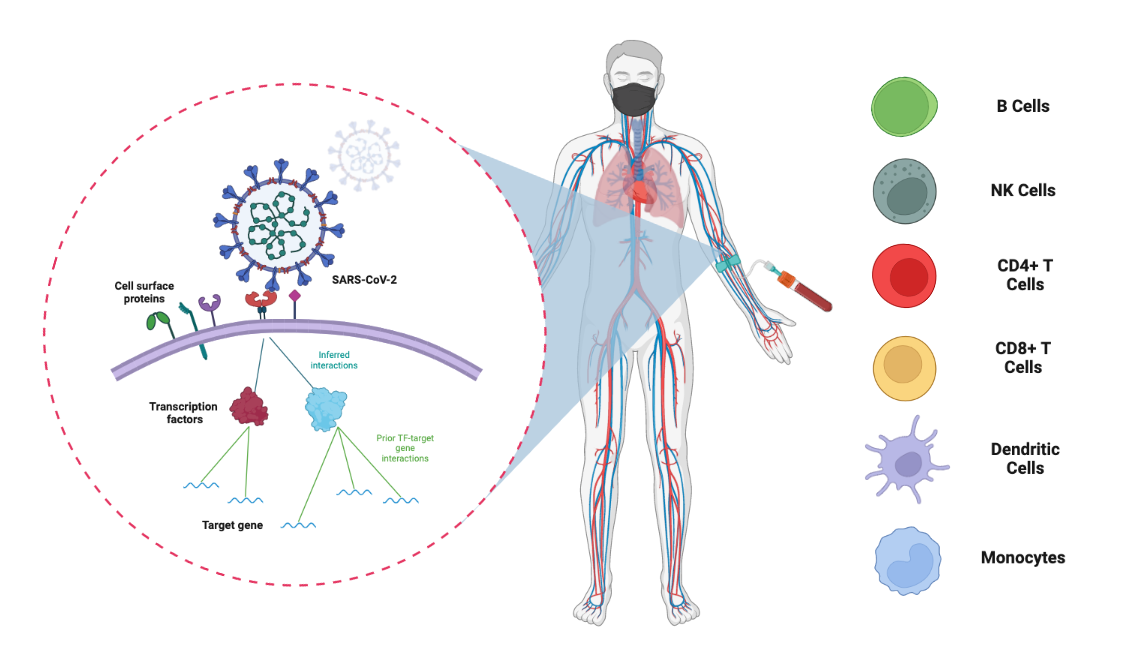 SARS-CoV-2
Cell surface
proteins
Inferred
interactions
Transcription
factors
Prior TF-target
gene
interactions
Target gene
B Cells
NK Cells
CD4+ T
Cells
CD8+ T
Cells
Dendritic
Cells
Monocytes